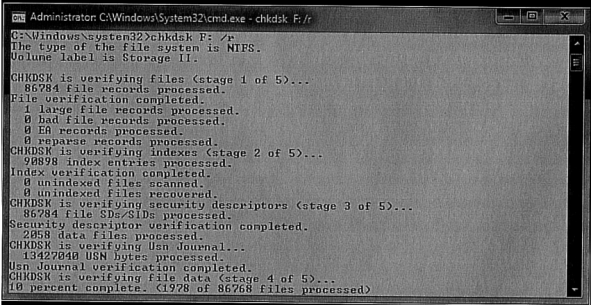 Administrator: C:\Windows\System32\cmd.exe - chkdsk F: /r
C:\Windows\system32>chkdsk F: /r
The type of the file system is NTFS.
Volume label is Storage II.
CHKDSK is verifying files (stage 1 of 5)...
86784 file records processed.
File verification completed.
1 large file records processed.
0 bad file records processed.
0 EA records processed.
0 reparse records processed.
CHKDSK is verifying indexes (stage 2 of 5)...
90898 index entries processed.
Index verification completed.
0 unindexed files scanned.
0 unindexed files recovered.
CHKDSK is verifying security descriptors (stage 3 of 5)...
86784 file SDs/SIDs processed.
Security descriptor verification completed.
2058 data files processed.
CHKDSK is verifying Usn Journal...
13427040 USN bytes processed.
Usn Journal verification completed.
CHKDSK is verifying file data (stage 4 of 5)...
10 percent complete. (1978 of 86768 files processed)